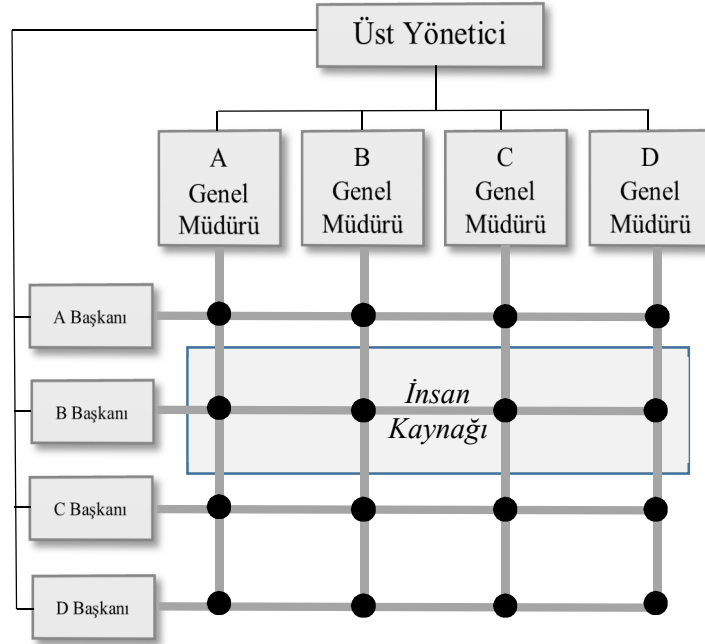 Üst Yönetici
A
Genel
Müdürü
B
Genel
Müdürü
C
Genel
Müdürü
D
Genel
Müdürü
A Başkanı
B Başkanı
C Başkanı
D Başkanı
İnsan
Kaynağı